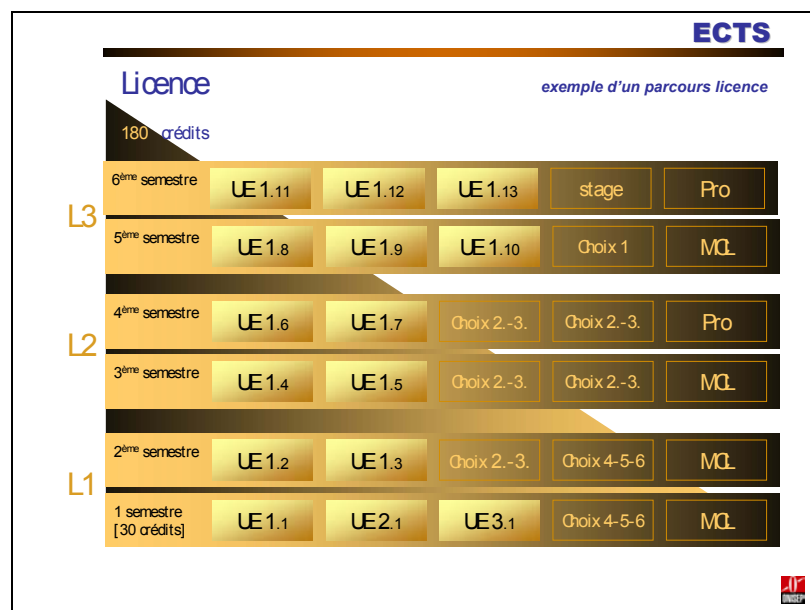 ECTS
Licence
exemple d'un parcours licence
180 crédits
L3
6ème semestre
UE 1.11
UE 1.12
UE 1.13
stage
Pro
5ème semestre
UE 1.8
UE 1.9
UE 1.10
Choix 1
MCL
L2
4ème semestre
UE 1.6
UE 1.7
Choix 2.-3.
Choix 2.-3.
Pro
3ème semestre
UE 1.4
UE 1.5
Choix 2.-3.
Choix 2.-3.
MCL
L1
2ème semestre
UE 1.2
UE 1.3
Choix 2.-3.
Choix 4-5-6
MCL
1 semestre
[30 crédits]
UE 1.1
UE 2.1
UE 3.1
Choix 4-5-6
MCL
ONISEP